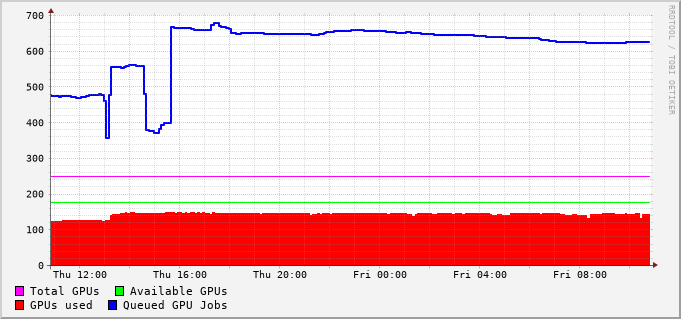 700
600
500
400
300
200
100
0
Thu 12:00 Thu 16:00 Thu 20:00 Fri 00:00 Fri 04:00 Fri 08:00
Total GPUs Available GPUs
GPUs used Queued GPU Jobs
RRDTOOL / TOBI OETIKER